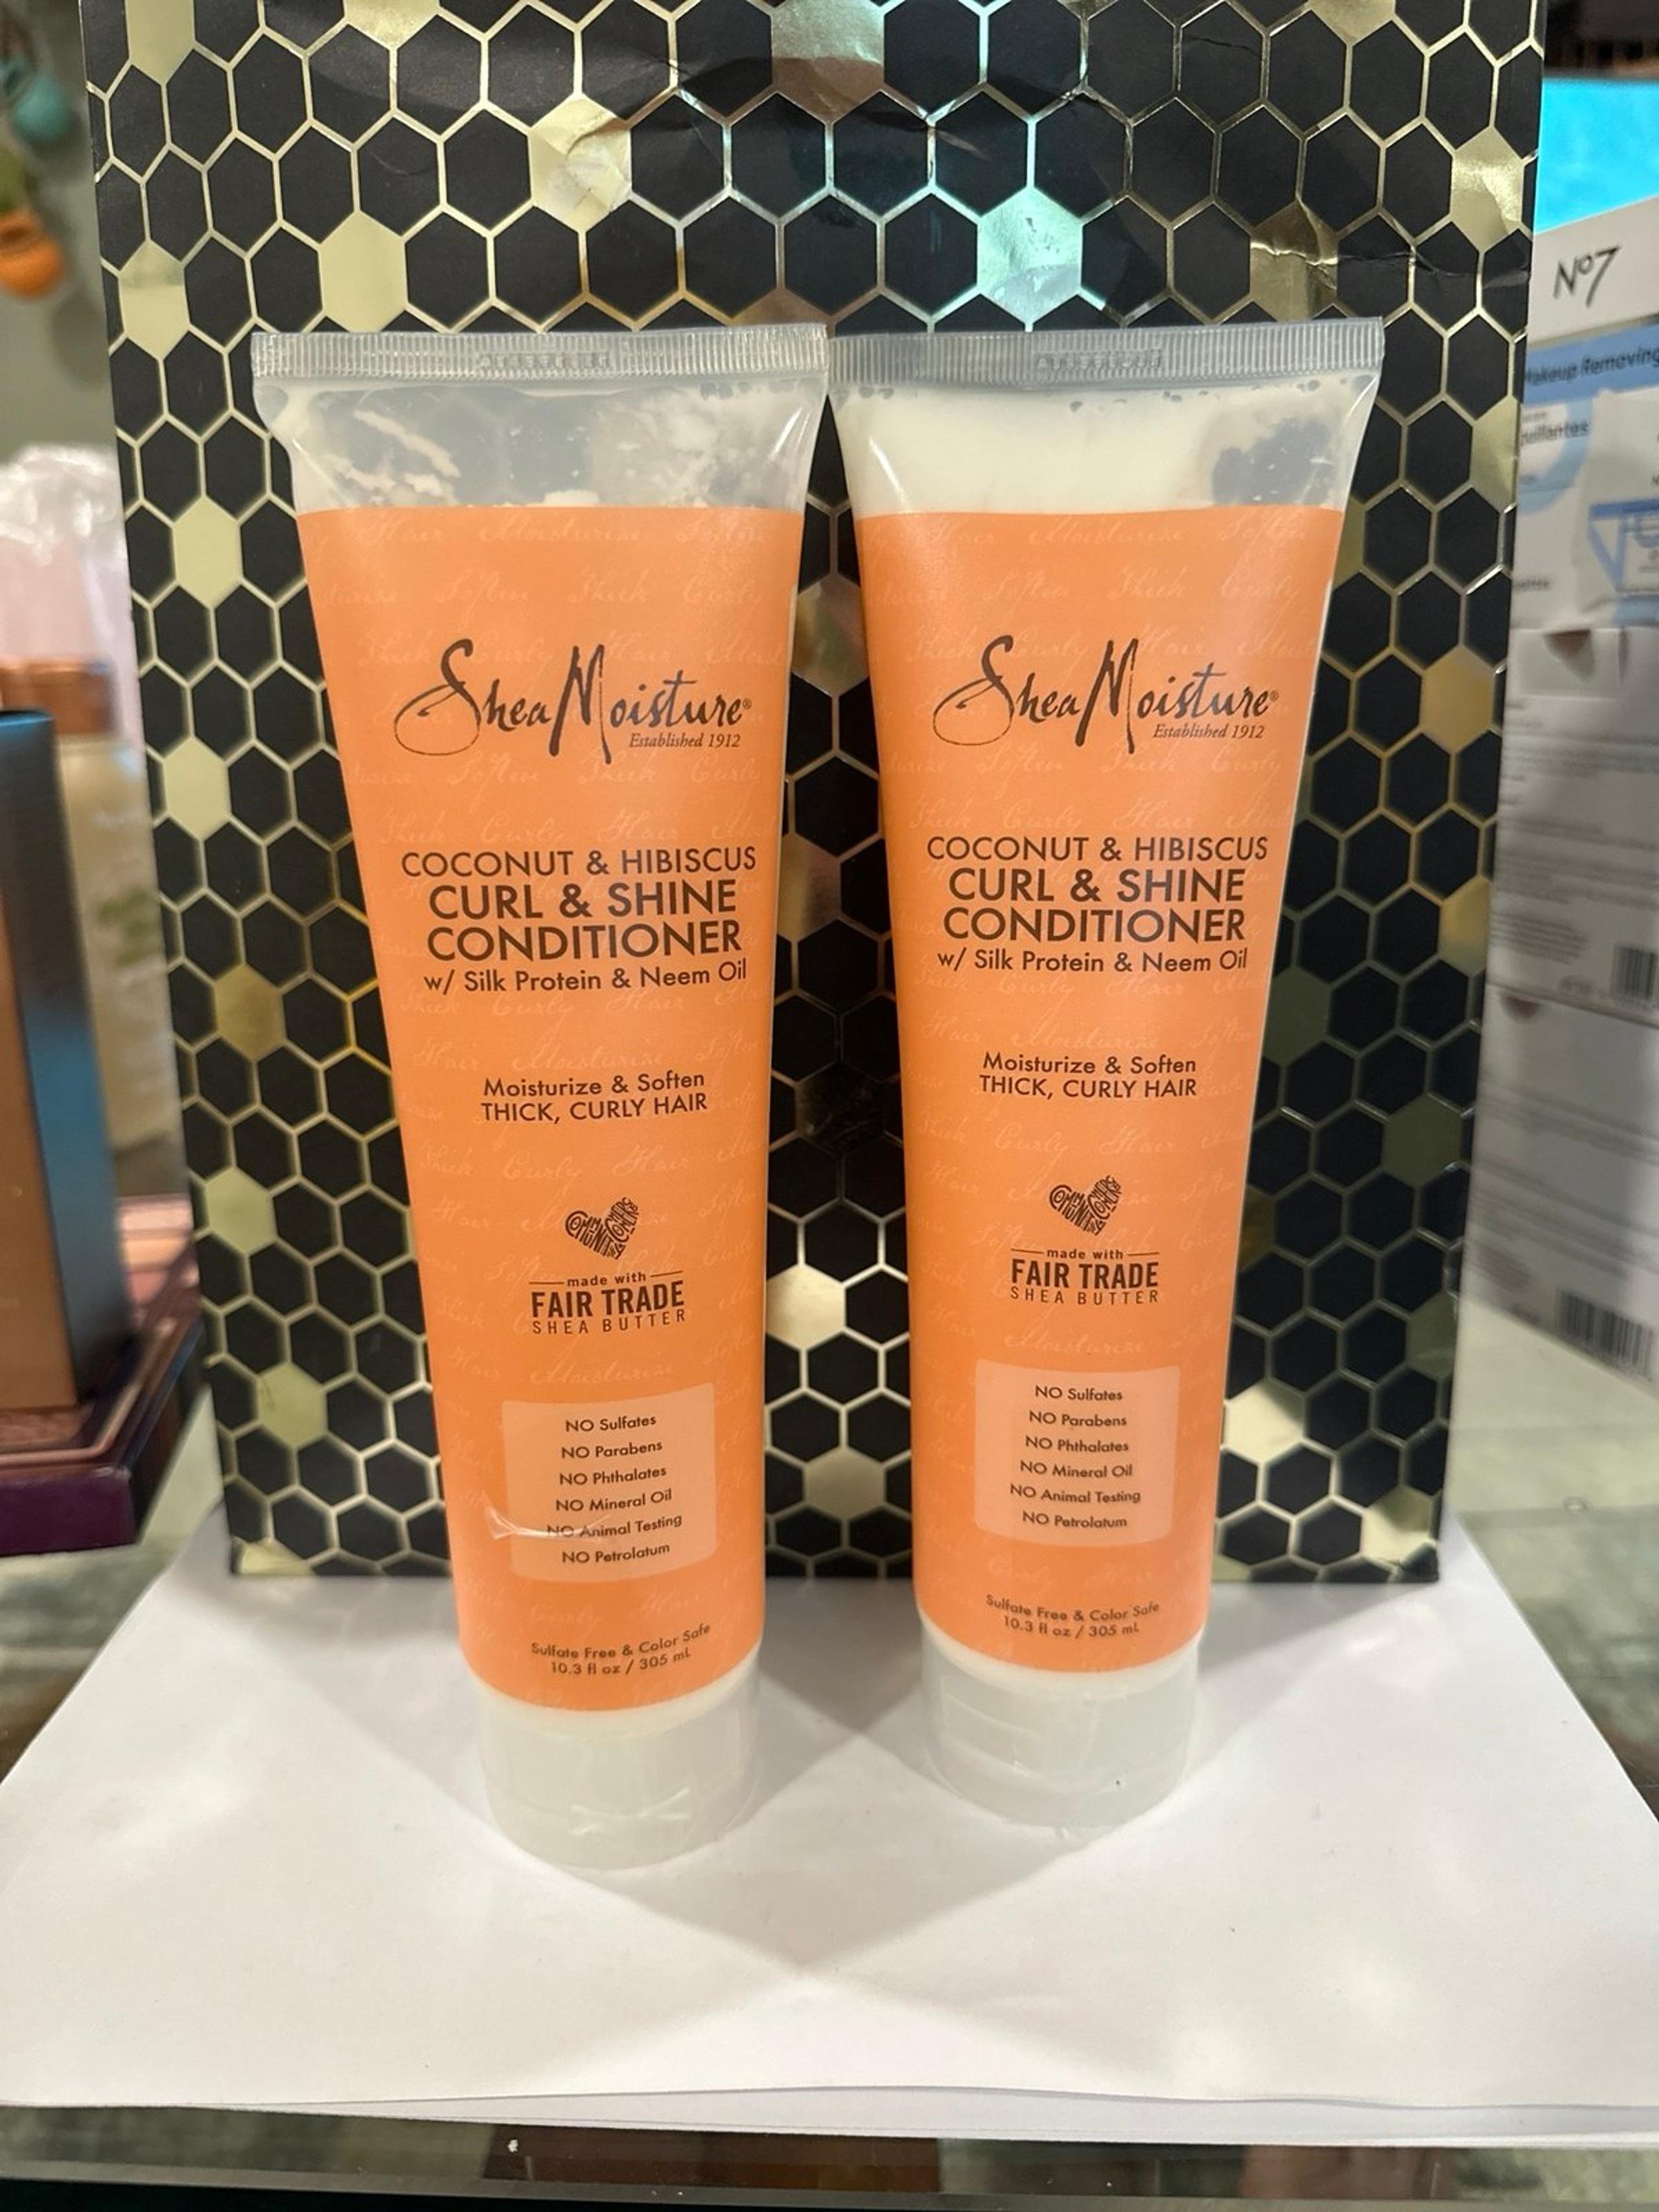 SheaMoisture®
Established 1912
COCONUT & HIBISCUS
CURL & SHINE
CONDITIONER
w/ Silk Protein & Neem Oil
Moisturize & Soften
THICK, CURLY HAIR
made with
FAIR TRADE
SHEA BUTTER
NO Sulfates
NO Parabens
NO Phthalates
NO Mineral Oil
NO Animal Testing
NO Petrolatum
Sulfate Free & Color Safe
10.3 fl oz / 305 mL
SheaMoisture®
Established 1912
COCONUT & HIBISCUS
CURL & SHINE
CONDITIONER
w/ Silk Protein & Neem Oil
Moisturize & Soften
THICK, CURLY HAIR
COMMUNITY COMMERCE
made with
FAIR TRADE
SHEA BUTTER
NO Sulfates
NO Parabens
NO Phthalates
NO Mineral Oil
NO Animal Testing
NO Petrolatum
Sulfate Free & Color Safe
10.3 fl oz / 305 mL
No7
Makeup Removing